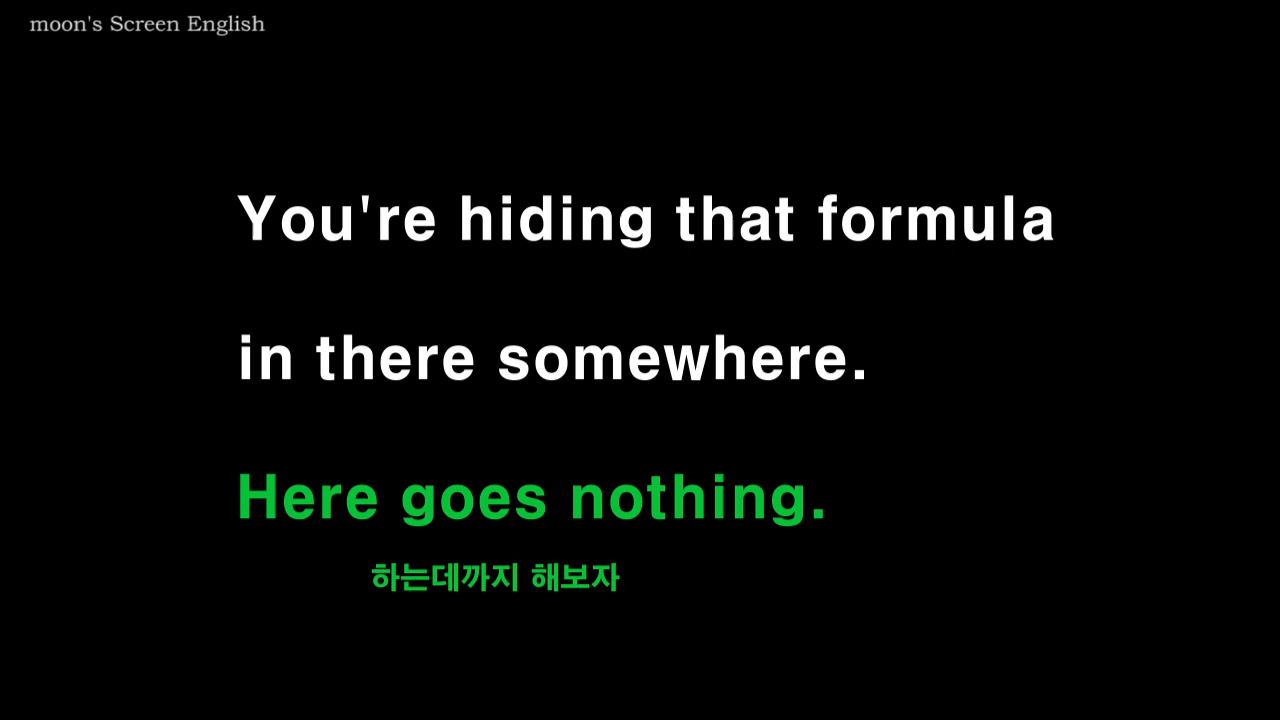 moon's Screen English
You're hiding that formula
in there somewhere.
Here goes nothing.
하는데까지 해보자